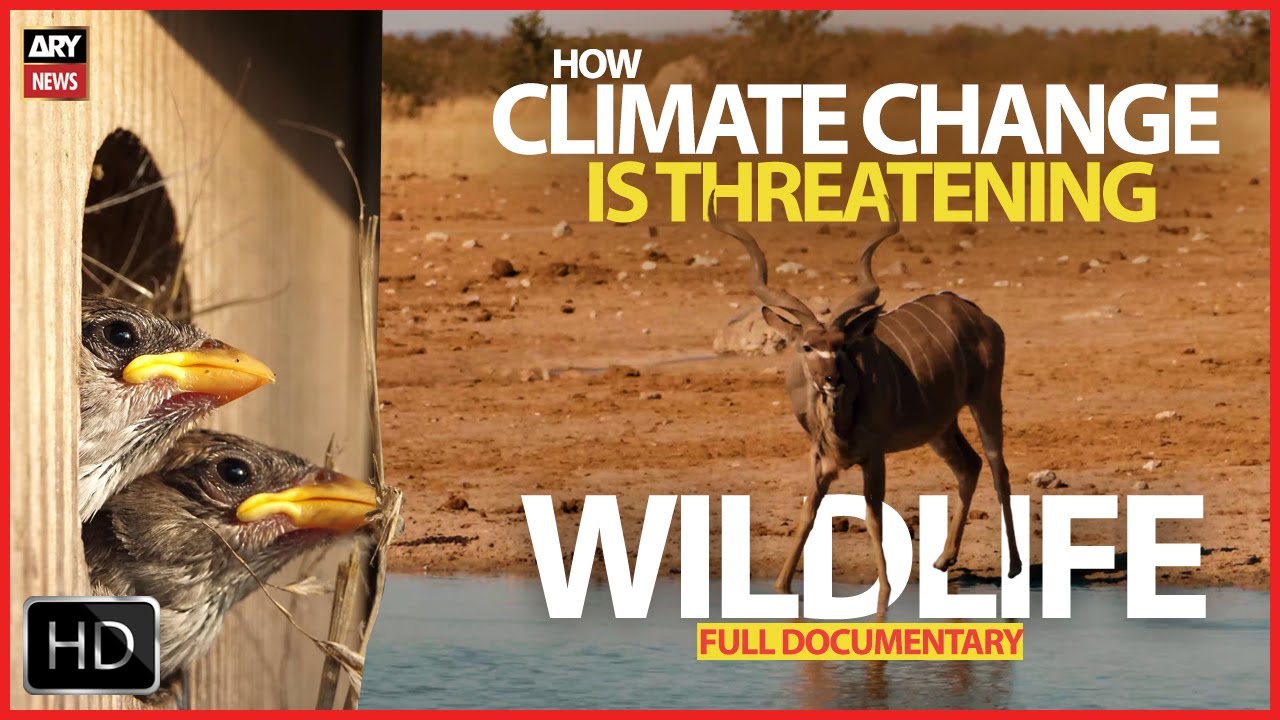 ARY
NEWS
HOW
CLIMATE CHANGE
IS THREATENING
WILDLIFE
FULL DOCUMENTARY
HD